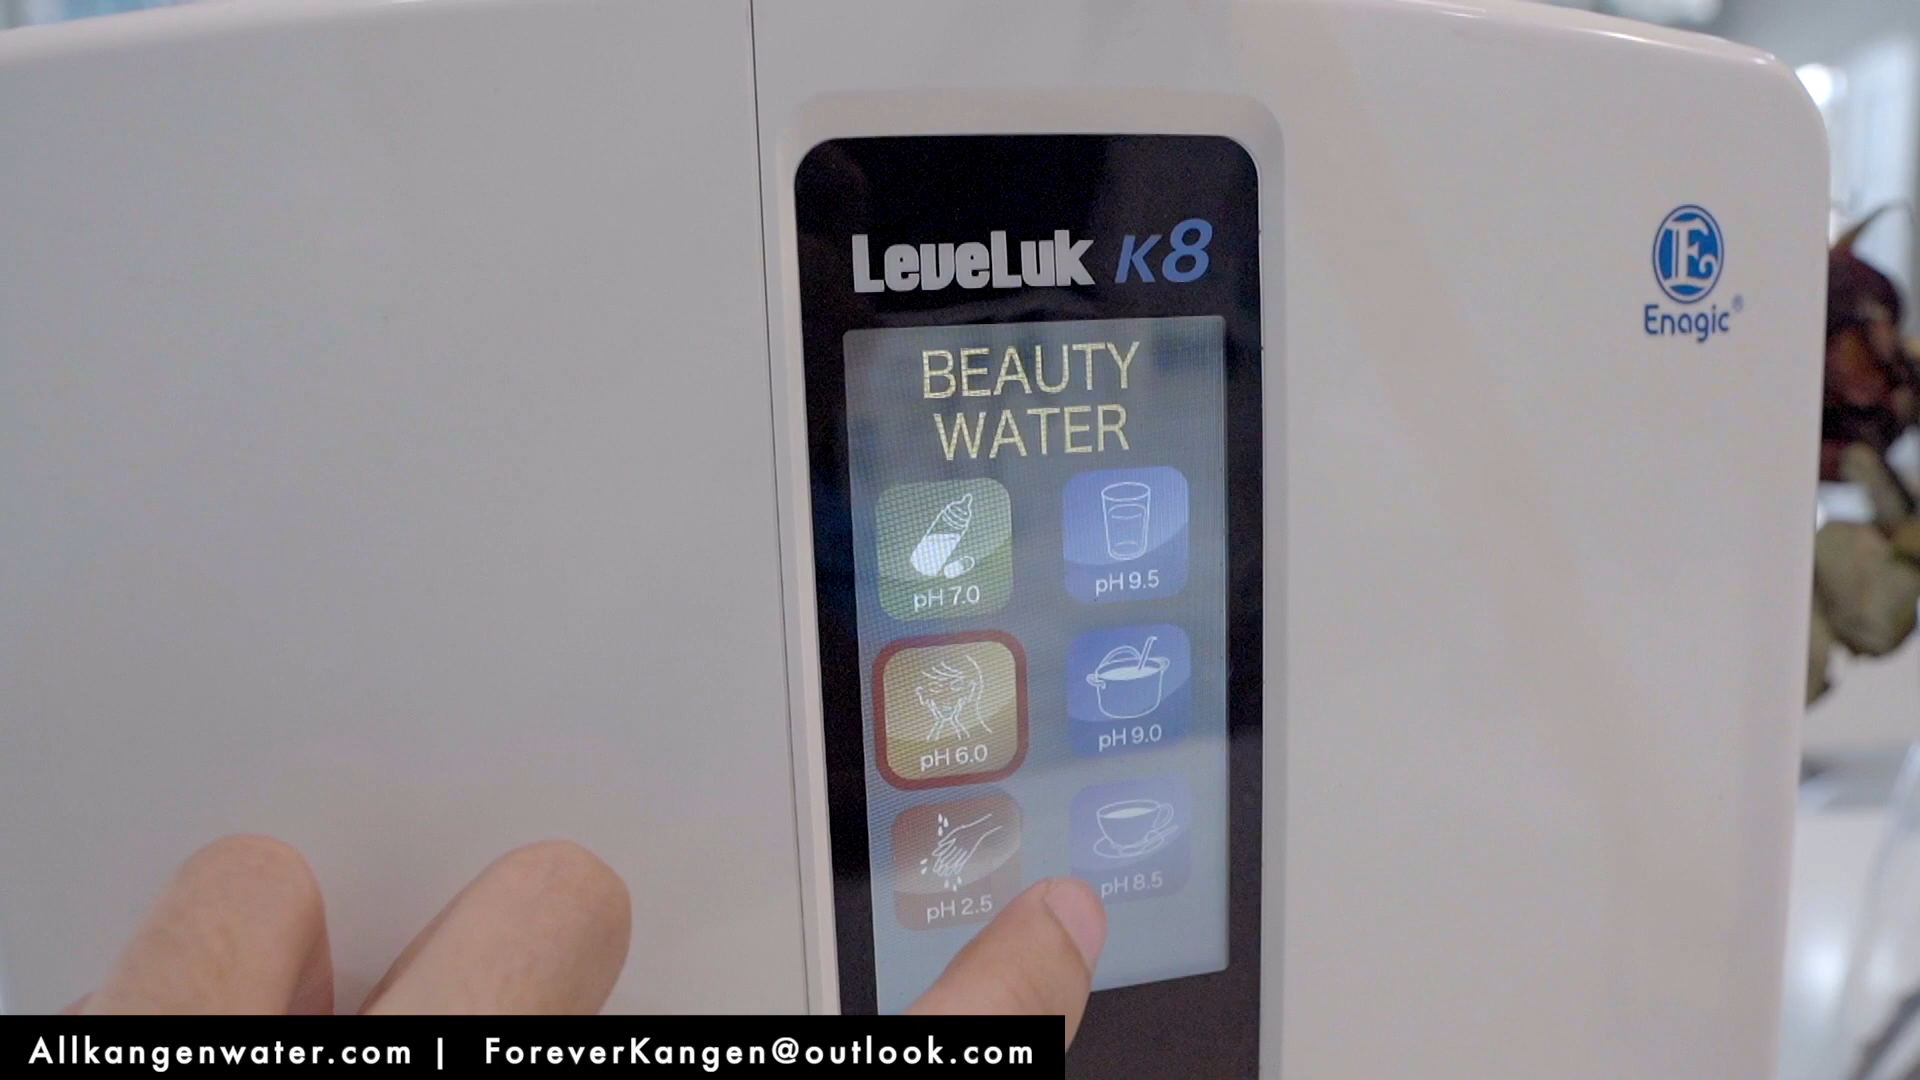 LeveLuk K8
Enagic®
BEAUTY
WATER
pH 7.0
pH 9.5
pH 6.0
pH 9.0
pH 2.5
pH 8.5
Allkangenwater.com | ForeverKangen@outlook.com